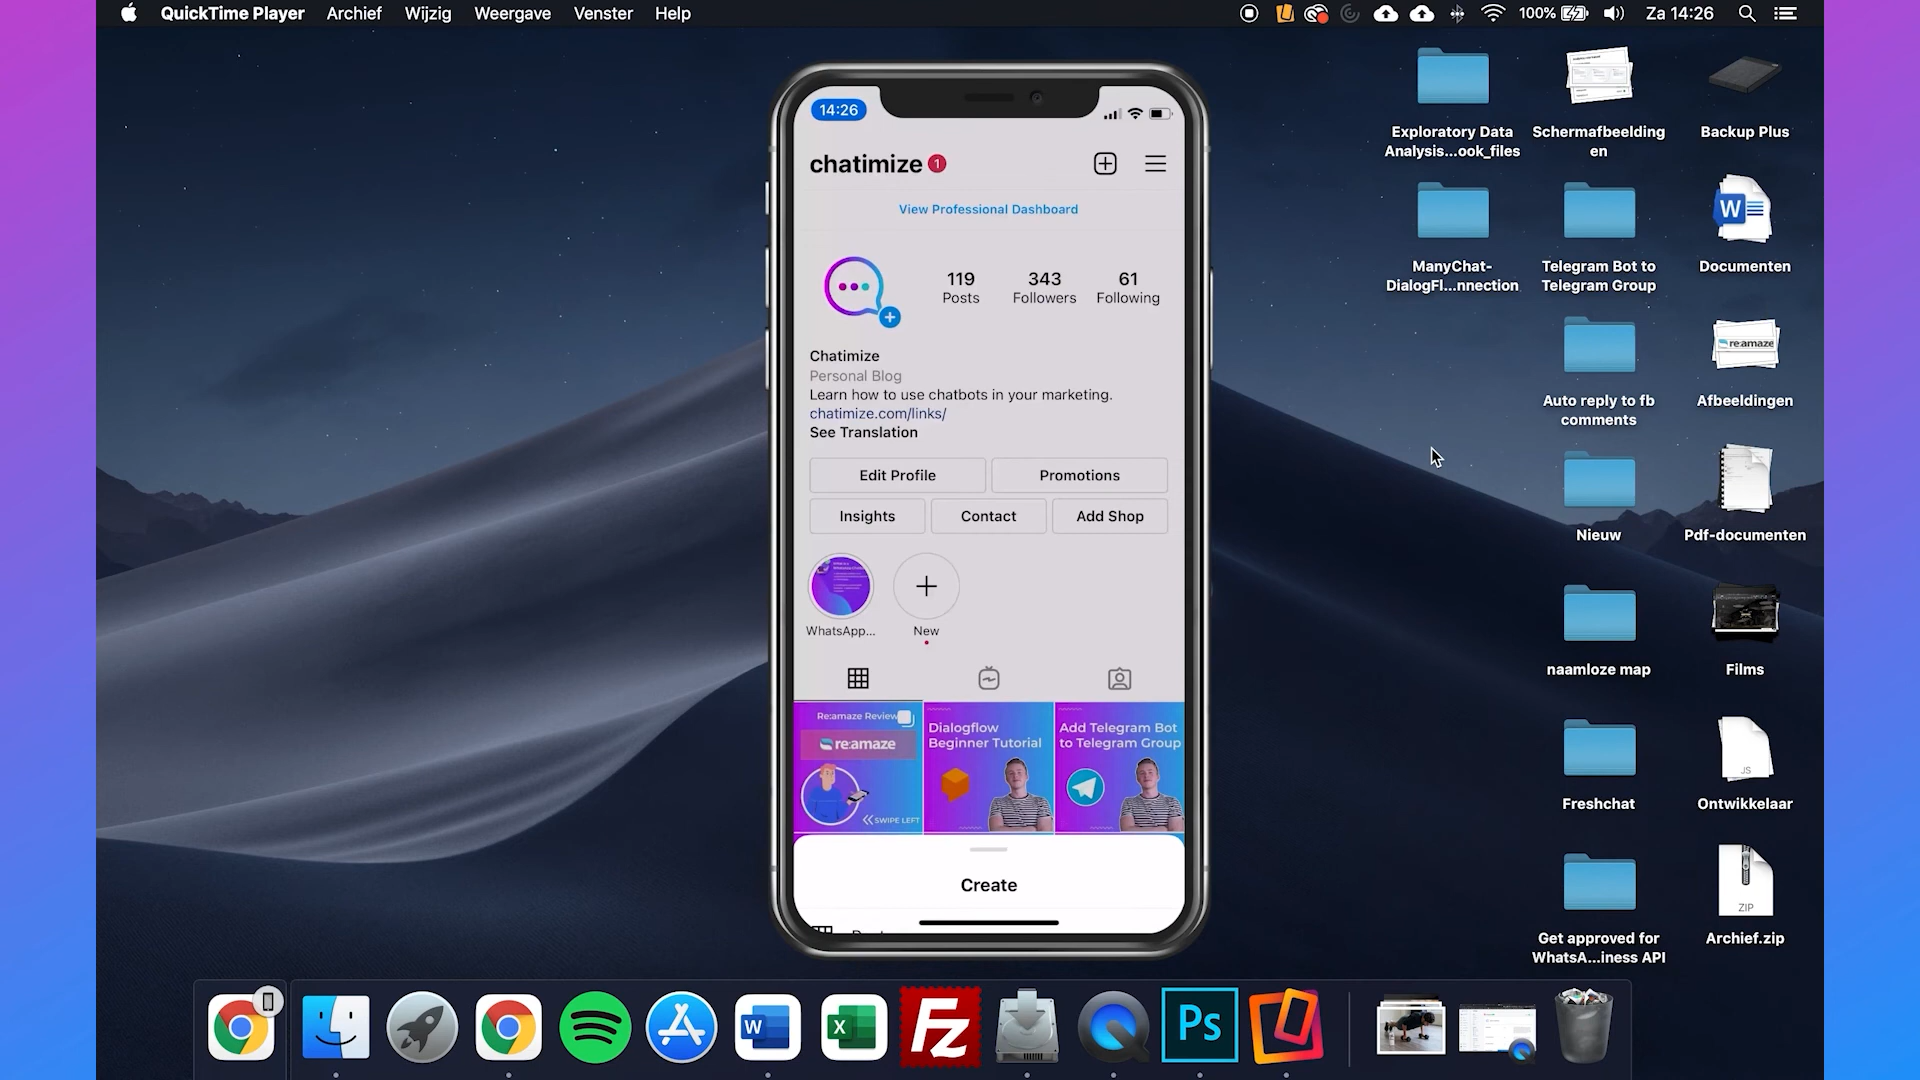 QuickTime Player Archief Wijzig Weergave Venster Help
100% Za 14:26
14:26
chatimize 1
View Professional Dashboard
119 343 61
Posts Followers Following
Chatimize
Personal Blog
Learn how to use chatbots in your marketing.
chatimize.com/links/
See Translation
Edit Profile Promotions
Insights Contact Add Shop
WhatsApp... New
Re:amaze Review
re:amaze
SWIPE LEFT
Dialogflow
Beginner Tutorial
Add Telegram Bot
to Telegram Group
Create
Exploratory Data
Analysis...ook_files
Schermafbeelding
en
Backup Plus
ManyChat-
DialogFl...nnection
Telegram Bot to
Telegram Group
W
Documenten
Auto reply to fb
comments
re:amaze
Afbeeldingen
Nieuw
Pdf-documenten
naamloze map
Films
Freshchat
JS
Ontwikkelaar
Get approved for
WhatsA...iness API
ZIP
Archief.zip
W
X
Fz
Ps